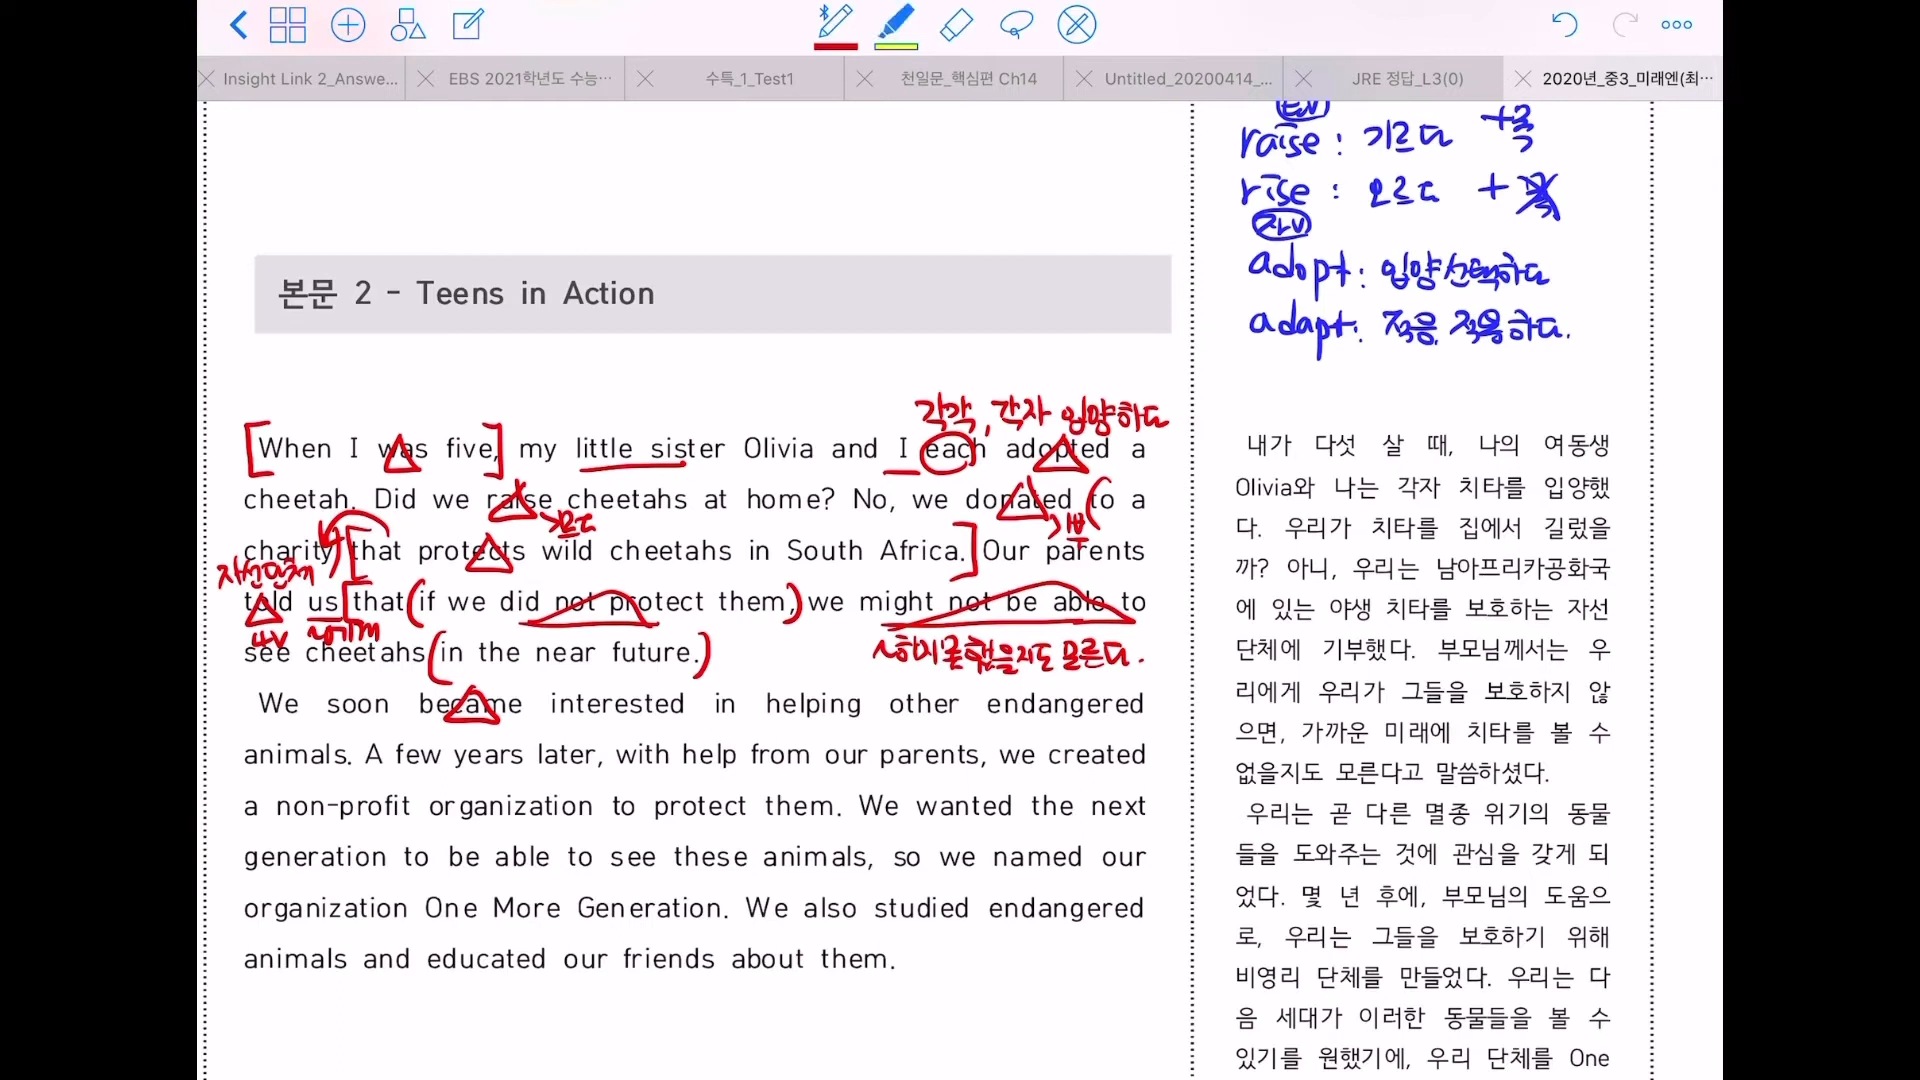 Insight Link 2_Answe...
EBS 2021학년도 수능…
수특_1_Test1
천일문_핵심편 Ch14
Untitled_20200414_...
JRE 정답_L3(0)
2020년_중3_미래엔(최…
raise : 기르다 +목
rise : 오르다 +목
자V
adopt : 입양 선택하다
adapt : 적응, 적용하다.
본문 2 - Teens in Action
각각, 각자 입양하다
When I was five, my little sister Olivia and I each adopted a
cheetah. Did we raise cheetahs at home? No, we donated to a
기부
charity that protects wild cheetahs in South Africa. Our parents
자선단체
told us that if we did not protect them, we might not be able to
4V
~하지 못했을지도 모른다.
see cheetahs in the near future.
We soon became interested in helping other endangered
animals. A few years later, with help from our parents, we created
a non-profit organization to protect them. We wanted the next
generation to be able to see these animals, so we named our
organization One More Generation. We also studied endangered
animals and educated our friends about them.
내가 다섯 살 때, 나의 여동생
Olivia와 나는 각자 치타를 입양했
다. 우리가 치타를 집에서 길렀을
까? 아니, 우리는 남아프리카공화국
에 있는 야생 치타를 보호하는 자선
단체에 기부했다. 부모님께서는 우
리에게 우리가 그들을 보호하지 않
으면, 가까운 미래에 치타를 볼 수
없을지도 모른다고 말씀하셨다.
우리는 곧 다른 멸종 위기의 동물
들을 도와주는 것에 관심을 갖게 되
었다. 몇 년 후에, 부모님의 도움으
로, 우리는 그들을 보호하기 위해
비영리 단체를 만들었다. 우리는 다
음 세대가 이러한 동물들을 볼 수
있기를 원했기에, 우리 단체를 One